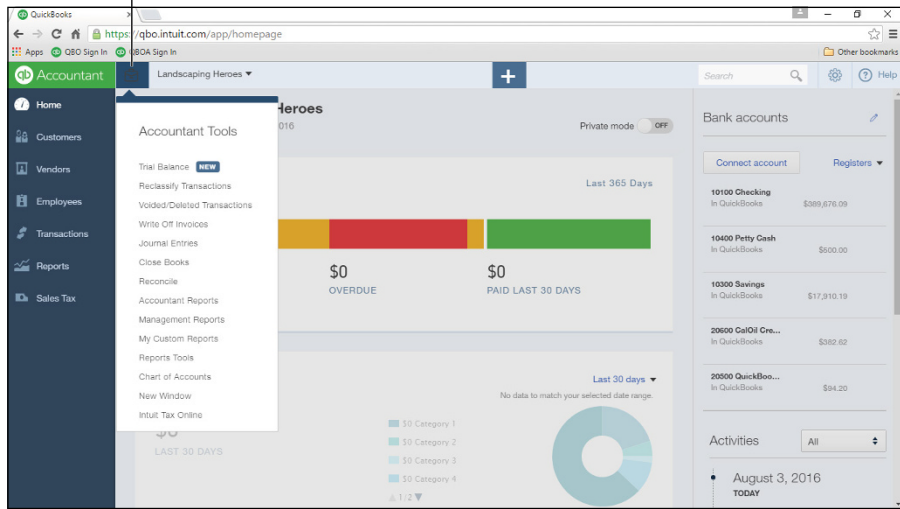 QuickBooks
https://qbo.intuit.com/app/homepage
Apps QBO Sign In QBOA Sign In Other bookmarks
qb Accountant Landscaping Heroes ▼ + Search Help
Home
Customers
Vendors
Employees
Transactions
Reports
Sales Tax
Accountant Tools
Trial Balance NEW
Reclassify Transactions
Voided/Deleted Transactions
Write Off Invoices
Journal Entries
Close Books
Reconcile
Accountant Reports
Management Reports
My Custom Reports
Reports Tools
Chart of Accounts
New Window
Intuit Tax Online
Heroes
016
Private mode OFF
Last 365 Days
$0
OVERDUE
$0
PAID LAST 30 DAYS
Last 30 days ▼
No data to match your selected date range.
$0
LAST 30 DAYS
$0 Category 1
$0 Category 2
$0 Category 3
$0 Category 4
▲ 1/2 ▼
Bank accounts
Connect account Registers ▼
10100 Checking
In QuickBooks $389,676.09
10400 Petty Cash
In QuickBooks $500.00
10300 Savings
In QuickBooks $17,910.19
20600 CalOil Cre...
In QuickBooks $382.62
20500 QuickBoo...
In QuickBooks $94.20
Activities All
August 3, 2016
TODAY